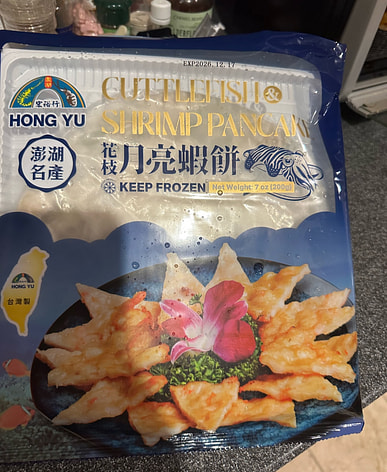 EXP2026. 12. 17
CUTTLEFISH &
SHRIMP PANCAKE
宏裕行
HONG YU
澎湖
名產
花枝
月亮蝦餅
KEEP FROZEN
Net Weight: 7 oz (200g)
HONG YU
台灣製